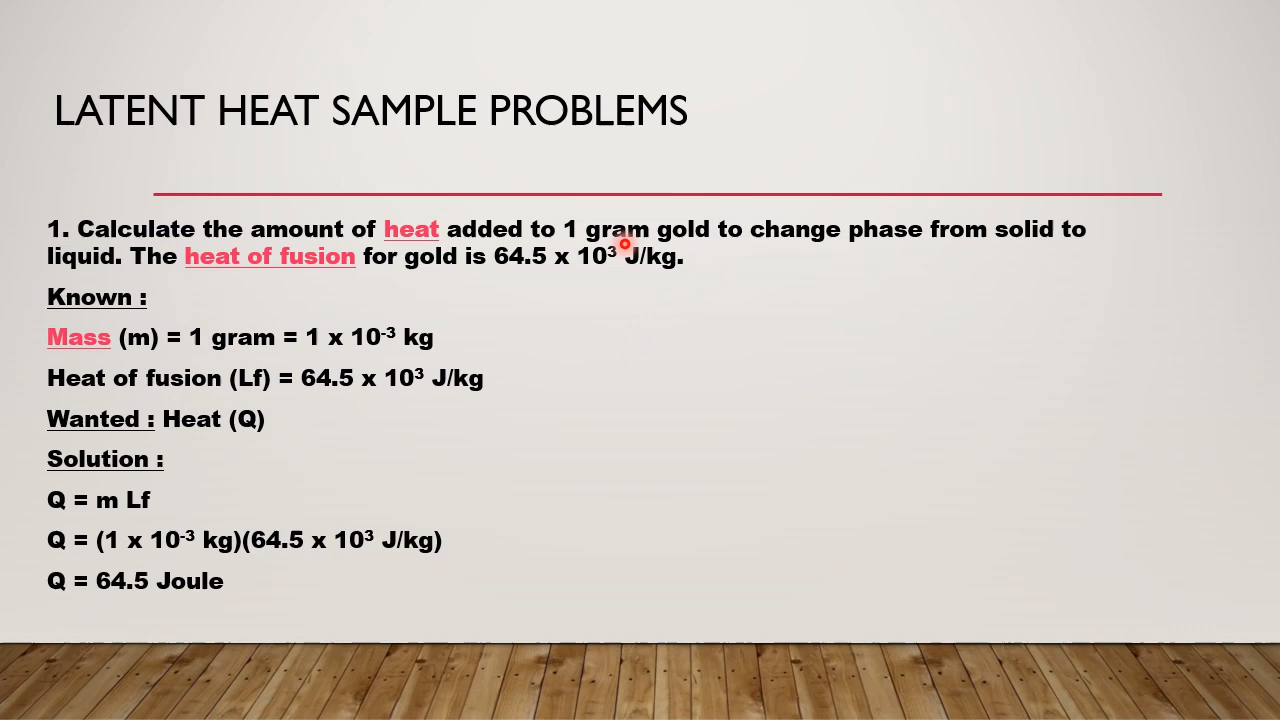 LATENT HEAT SAMPLE PROBLEMS
1. Calculate the amount of heat added to 1 gram gold to change phase from solid to
liquid. The heat of fusion for gold is 64.5 x 10³ J/kg.
Known :
Mass (m) = 1 gram = 1 x 10⁻³ kg
Heat of fusion (Lf) = 64.5 x 10³ J/kg
Wanted : Heat (Q)
Solution :
Q = m Lf
Q = (1 x 10⁻³ kg)(64.5 x 10³ J/kg)
Q = 64.5 Joule